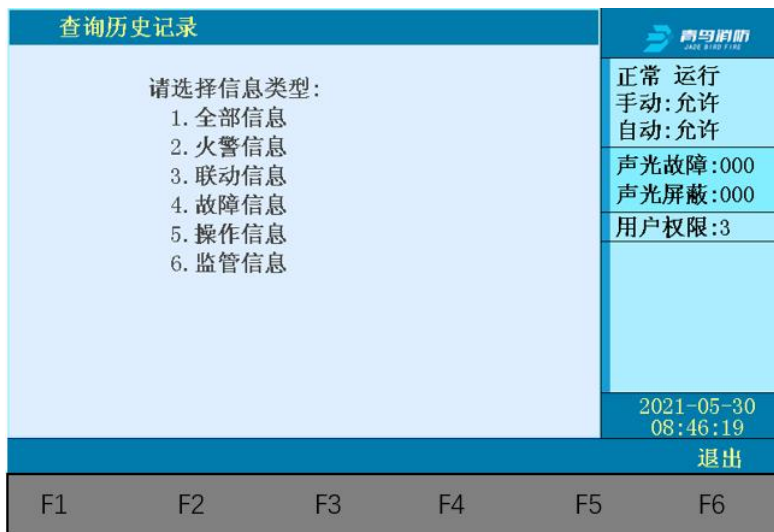 查询历史记录
请选择信息类型:
1.全部信息
2.火警信息
3.联动信息
4.故障信息
5.操作信息
6.监管信息
青鸟消防
JADE BIRD FIRE
正常 运行
手动:允许
自动:允许
声光故障:000
声光屏蔽:000
用户权限:3
2021-05-30
08:46:19
退出
F1 F2 F3 F4 F5 F6